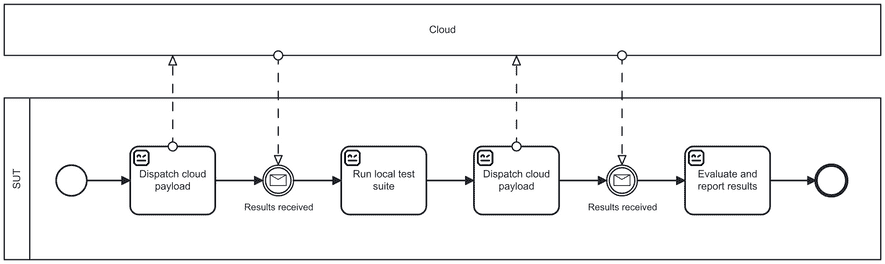 Cloud
SUT
Dispatch cloud
payload
Results received
Run local test
suite
Dispatch cloud
payload
Results received
Evaluate and
report results